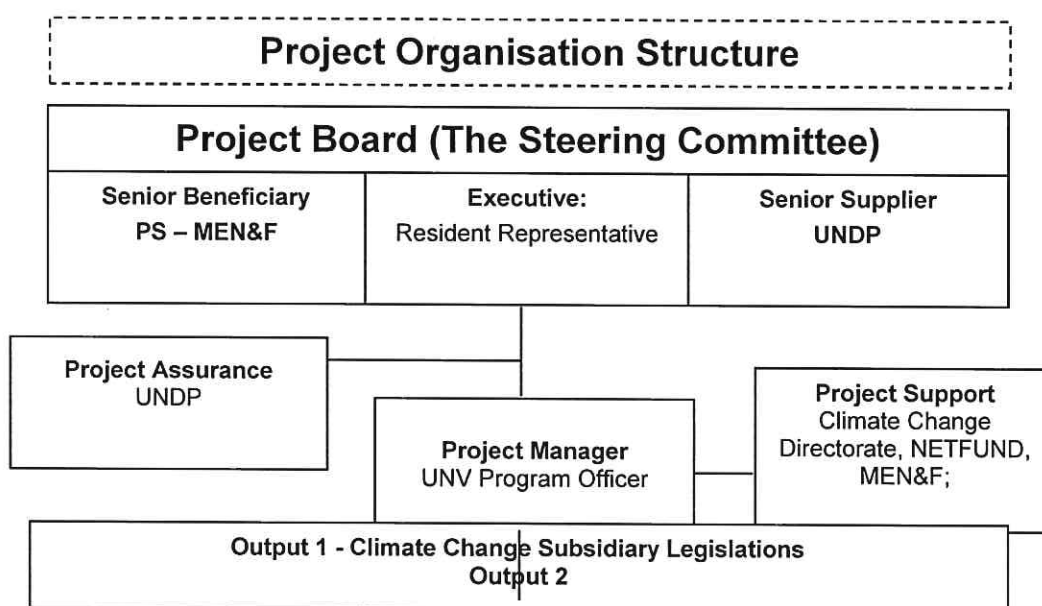 Project Organisation Structure
Project Board (The Steering Committee)
Senior Beneficiary
PS – MEN&F
Executive:
Resident Representative
Senior Supplier
UNDP
Project Assurance
UNDP
Project Manager
UNV Program Officer
Project Support
Climate Change
Directorate, NETFUND,
MEN&F;
Output 1 - Climate Change Subsidiary Legislations
Output 2